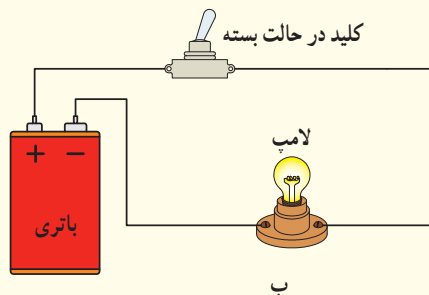 کلید در حالت بسته
لامپ
+ −
باتری
ب